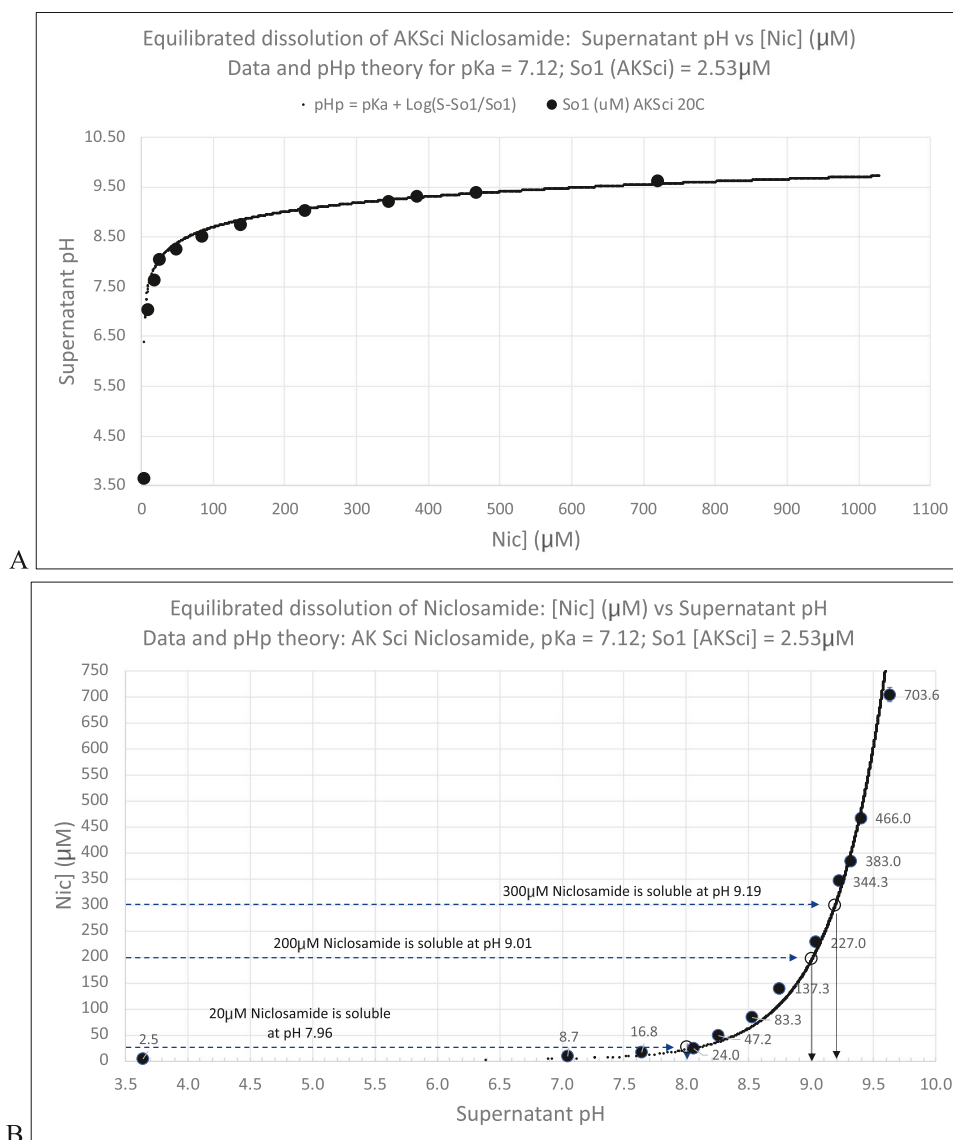 Equilibrated dissolution of AKSci Niclosamide: Supernatant pH vs [Nic] (μM)
Data and pHp theory for pKa = 7.12; So1 (AKSci) = 2.53μM
pHp = pKa + Log(S-So1/So1)
So1 (uM) AKSci 20C
10.50
9.50
8.50
7.50
6.50
5.50
4.50
3.50
Supernatant pH
0 100 200 300 400 500 600 700 800 900 1000 1100
Nic] (μM)
A
Equilibrated dissolution of Niclosamide: [Nic] (μM) vs Supernatant pH
Data and pHp theory: AK Sci Niclosamide, pKa = 7.12; So1 [AKSci] = 2.53μM
750
700
650
600
550
500
450
400
350
300
250
200
150
100
50
0
Nic] (μM)
703.6
466.0
383.0
344.3
300μM Niclosamide is soluble at pH 9.19
200μM Niclosamide is soluble at pH 9.01
227.0
137.3
20μM Niclosamide is soluble
at pH 7.96
83.3
47.2
24.0
2.5
8.7
16.8
3.5 4.0 4.5 5.0 5.5 6.0 6.5 7.0 7.5 8.0 8.5 9.0 9.5 10.0
Supernatant pH
B